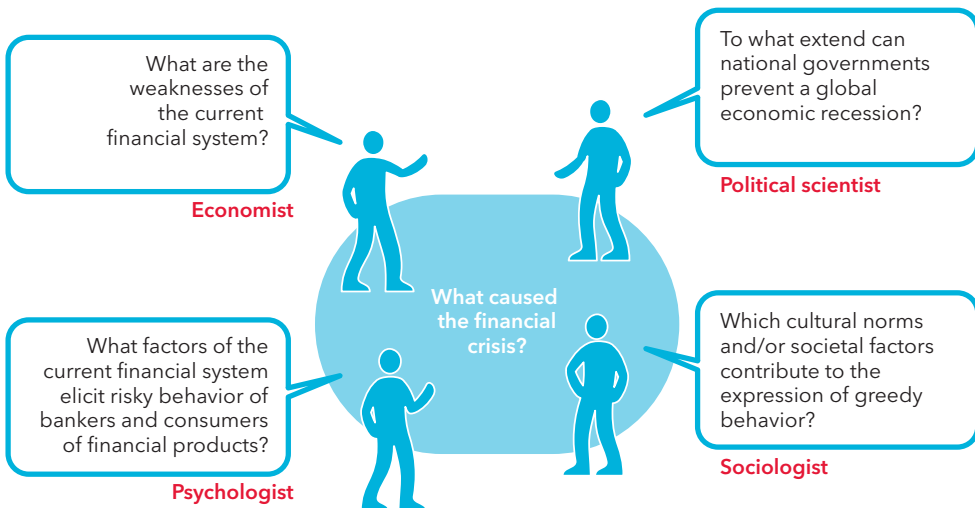 What are the
weaknesses of
the current
financial system?
Economist
To what extend can
national governments
prevent a global
economic recession?
Political scientist
What caused
the financial
crisis?
What factors of the
current financial system
elicit risky behavior of
bankers and consumers
of financial products?
Psychologist
Which cultural norms
and/or societal factors
contribute to the
expression of greedy
behavior?
Sociologist